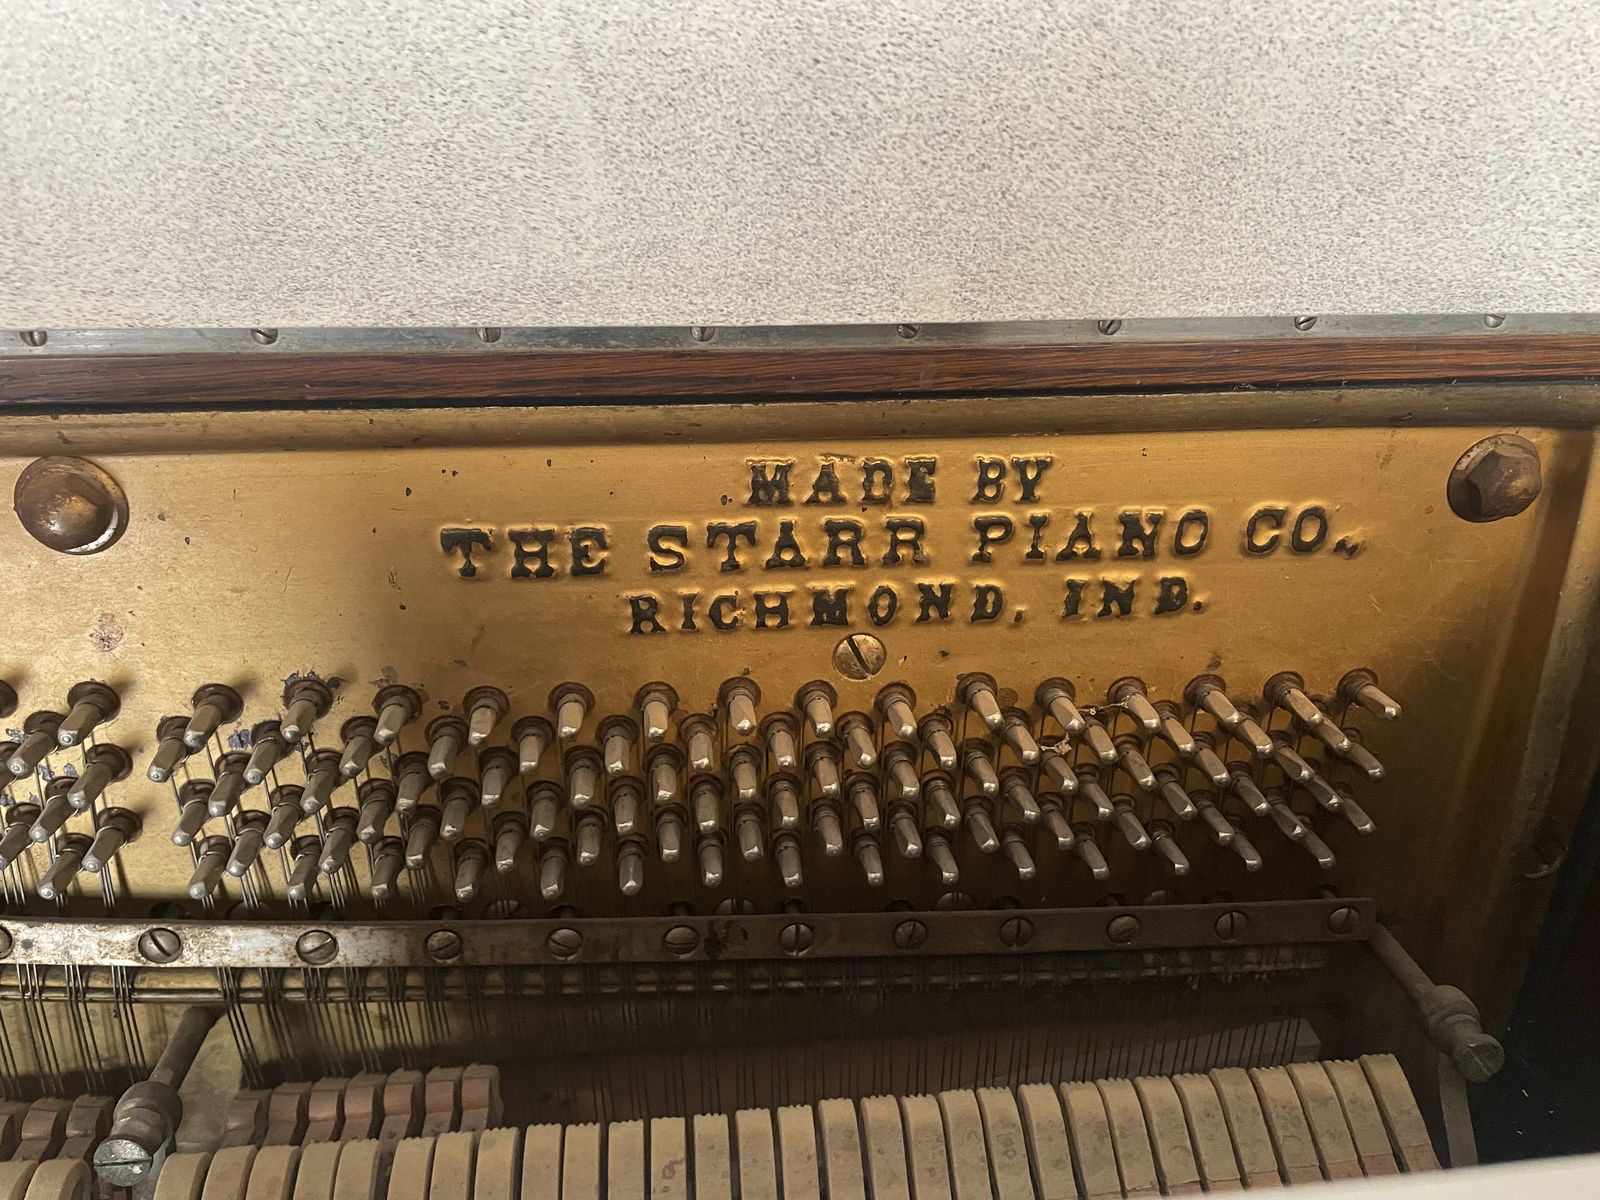 MADE BY
THE STARR PIANO CO.,
RICHMOND, IND.